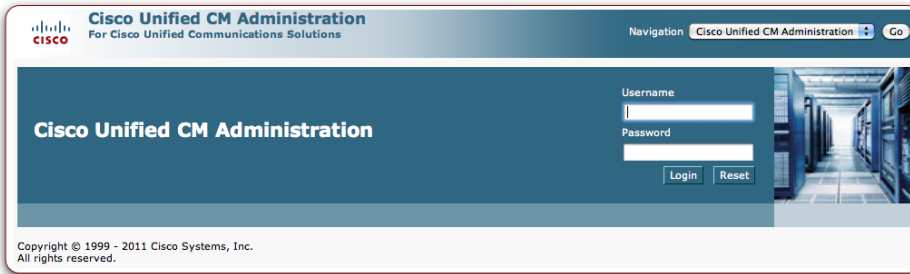 CISCO
Cisco Unified CM Administration
For Cisco Unified Communications Solutions
Navigation Cisco Unified CM Administration Go
Cisco Unified CM Administration
Username
Password
Login Reset
Copyright © 1999 - 2011 Cisco Systems, Inc.
All rights reserved.